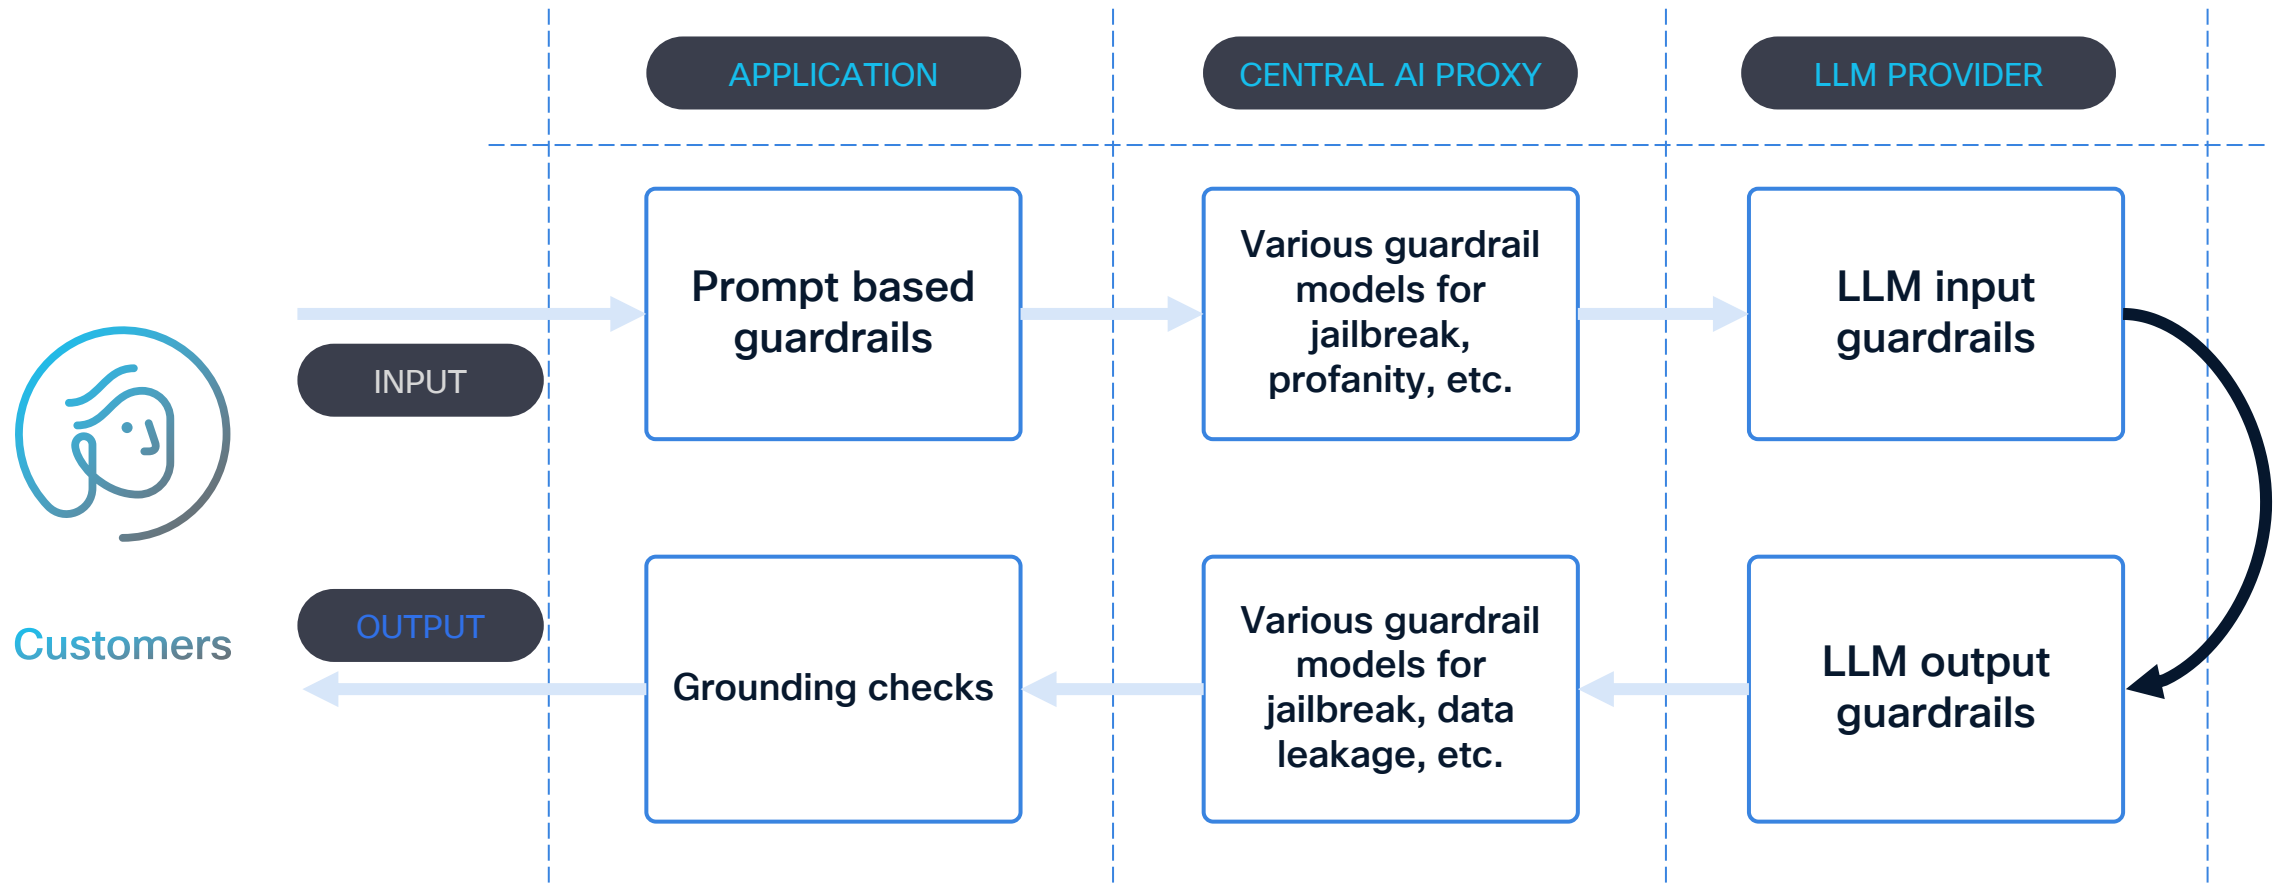 APPLICATION
CENTRAL AI PROXY
LLM PROVIDER
Prompt based
guardrails
Various guardrail
models for
jailbreak,
profanity, etc.
LLM input
guardrails
INPUT
Customers
OUTPUT
Grounding checks
Various guardrail
models for
jailbreak, data
leakage, etc.
LLM output
guardrails